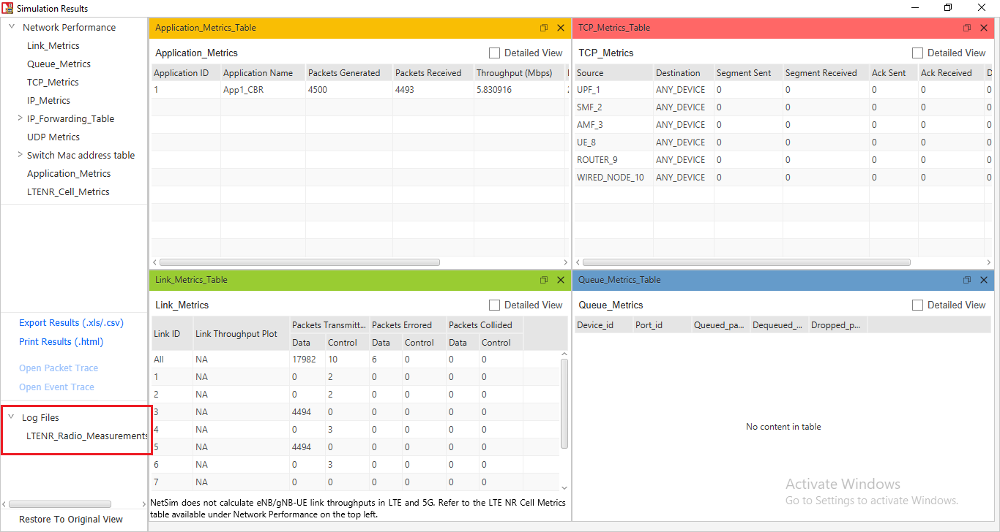 Simulation Results
Network Performance
Link_Metrics
Queue_Metrics
TCP_Metrics
IP_Metrics
IP_Forwarding_Table
UDP Metrics
Switch Mac address table
Application_Metrics
LTENR_Cell_Metrics
Export Results (.xls/.csv)
Print Results (.html)
Open Packet Trace
Open Event Trace
Log Files
LTENR_Radio_Measurements
Restore To Original View
Application_Metrics_Table
Application_Metrics Detailed View
Application ID Application Name Packets Generated Packets Received Throughput (Mbps)
1 App1_CBR 4500 4493 5.830916
TCP_Metrics_Table
TCP_Metrics Detailed View
Source Destination Segment Sent Segment Received Ack Sent Ack Received D
UPF_1 ANY_DEVICE 0 0 0 0 0
SMF_2 ANY_DEVICE 0 0 0 0 0
AMF_3 ANY_DEVICE 0 0 0 0 0
UE_8 ANY_DEVICE 0 0 0 0 0
ROUTER_9 ANY_DEVICE 0 0 0 0 0
WIRED_NODE_10 ANY_DEVICE 0 0 0 0 0
Link_Metrics_Table
Link_Metrics Detailed View
Link ID Link Throughput Plot Packets Transmitt... Packets Errored Packets Collided
Data Control Data Control Data Control
All NA 17982 10 6 0 0 0
1 NA 0 2 0 0 0 0
2 NA 0 2 0 0 0 0
3 NA 4494 0 0 0 0 0
4 NA 0 3 0 0 0 0
5 NA 4494 0 0 0 0 0
6 NA 0 3 0 0 0 0
7 NA 0 0 0 0 0 0
NetSim does not calculate eNB/gNB-UE link throughputs in LTE and 5G. Refer to the LTE NR Cell Metrics
table available under Network Performance on the top left.
Queue_Metrics_Table
Queue_Metrics Detailed View
Device_id Port_id Queued_pa... Dequeued_... Dropped_p...
No content in table
Activate Windows
Go to Settings to activate Windows.